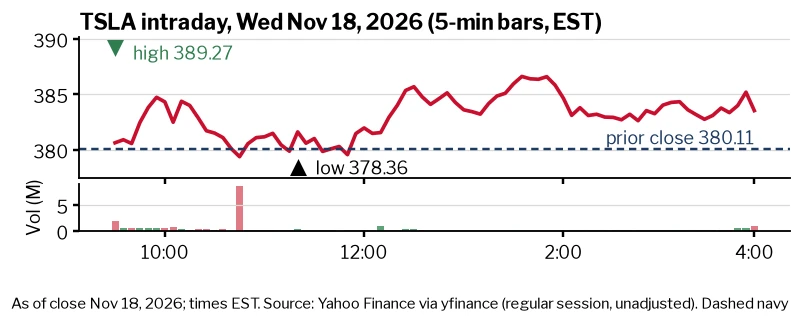 TSLA intraday, Wed Nov 18, 2026 (5-min bars, EST)
390
high 389.27
385
prior close 380.11
380
low 378.36
Vol (M)
5
0
10:00 12:00 2:00 4:00
As of close Nov 18, 2026; times EST. Source: Yahoo Finance via yfinance (regular session, unadjusted). Dashed navy